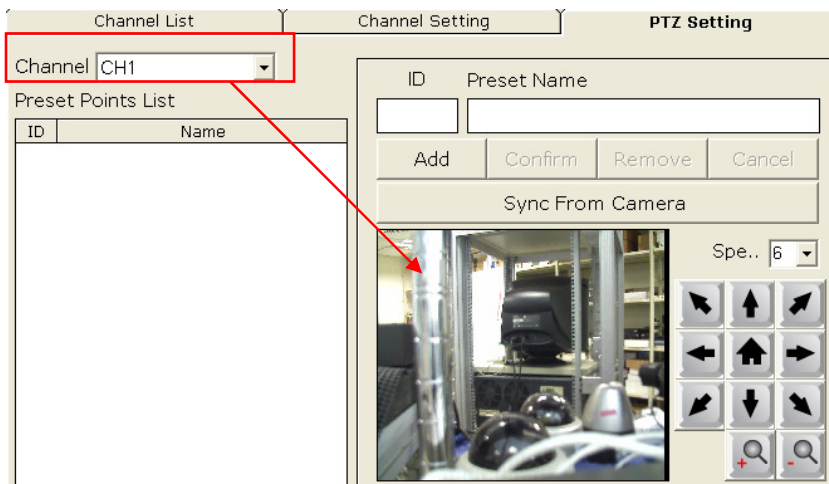 Channel List
Channel Setting
PTZ Setting
Channel CH1
Preset Points List
ID Name
ID Preset Name
Add Confirm Remove Cancel
Sync From Camera
Spe.. 6